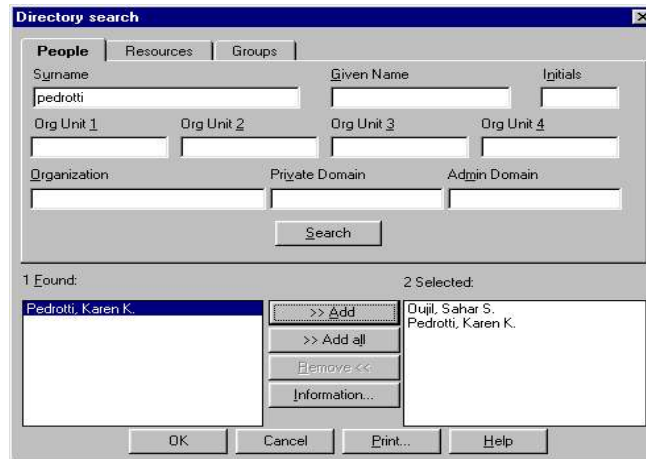 Directory search
People Resources Groups
Surname Given Name Initials
pedrotti
Org Unit 1 Org Unit 2 Org Unit 3 Org Unit 4
Organization Private Domain Admin Domain
Search
1 Found: 2 Selected:
Pedrotti, Karen K. >> Add Oujil, Sahar S.
Pedrotti, Karen K.
>> Add all
Remove <<
Information...
OK Cancel Print... Help